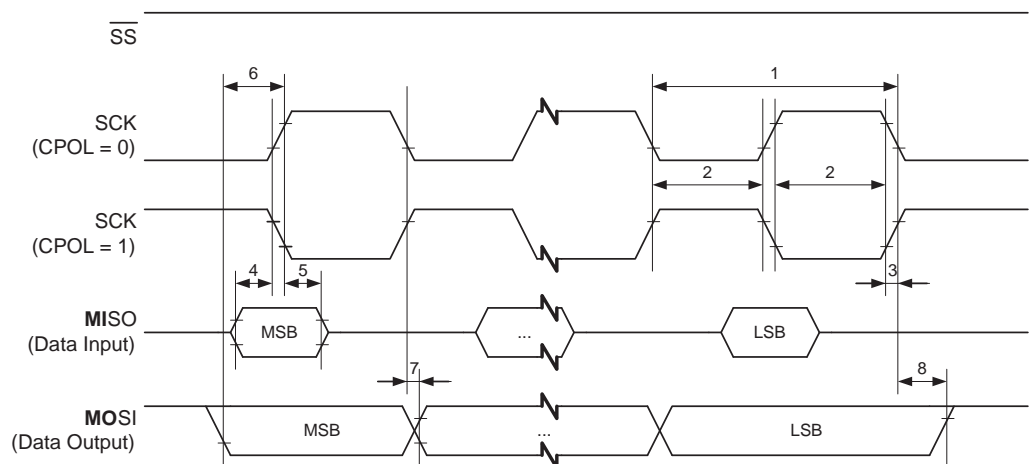 SS
6
1
SCK
(CPOL = 0)
2
2
SCK
(CPOL = 1)
4
5
3
MISO
(Data Input)
MSB
...
LSB
7
8
MOSI
(Data Output)
MSB
...
LSB